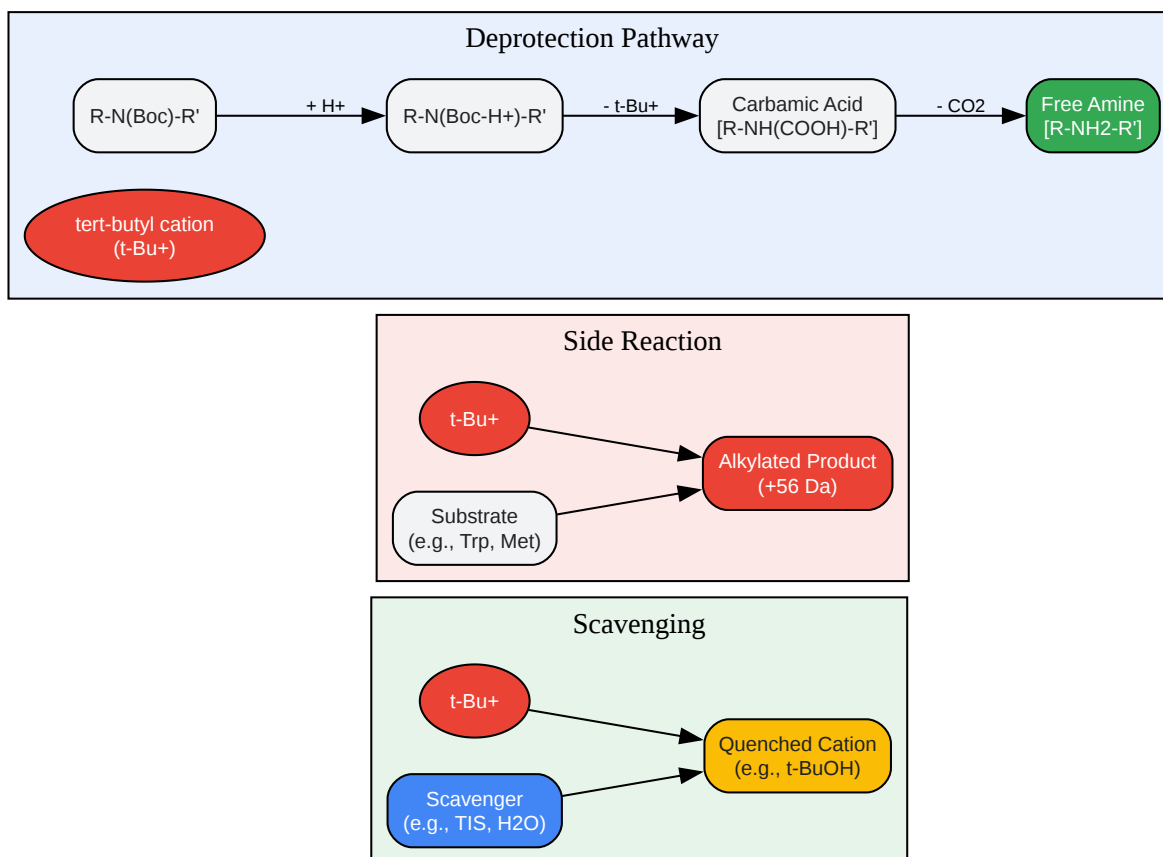 Deprotection Pathway
R-N(Boc)-R'
+ H+
R-N(Boc-H+)-R'
- t-Bu+
Carbamic Acid
[R-NH(COOH)-R']
- CO2
Free Amine
[R-NH2-R']
tert-butyl cation
(t-Bu+)
Side Reaction
t-Bu+
Substrate
(e.g., Trp, Met)
Alkylated Product
(+56 Da)
Scavenging
t-Bu+
Scavenger
(e.g., TIS, H2O)
Quenched Cation
(e.g., t-BuOH)